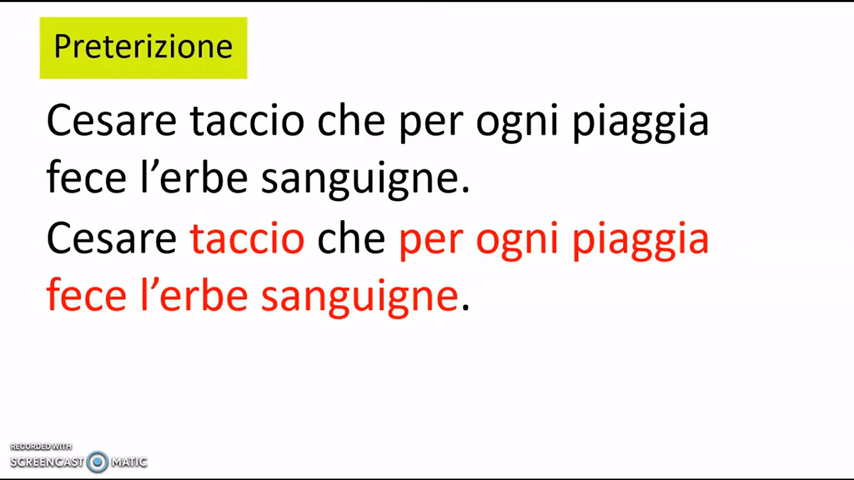 Preterizione
Cesare taccio che per ogni piaggia
fece l’erbe sanguigne.
Cesare taccio che per ogni piaggia
fece l’erbe sanguigne.
RECORDED WITH
SCREENCAST MATIC